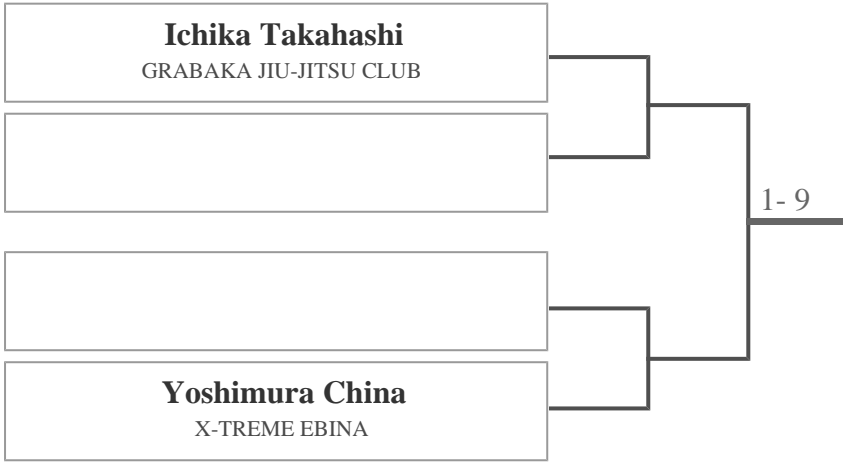 Ichika Takahashi
GRABAKA JIU-JITSU CLUB
1- 9
Yoshimura China
X-TREME EBINA